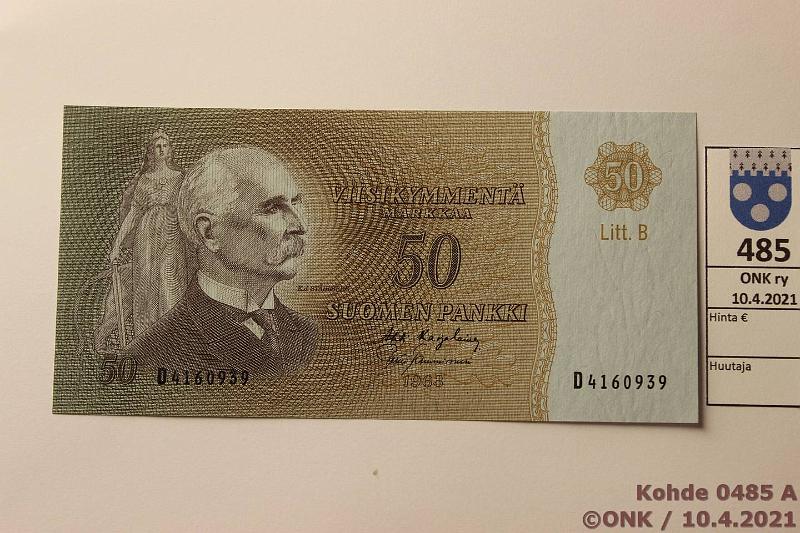 VIISIKYMMENTÄ
MARKKAA
50
SUOMEN PANKKI
1963
50
D4160939
50
Litt. B
D4160939
485
ONK ry
10.4.2021
Hinta €
Huutaja
Kohde 0485 A
©ONK / 10.4.2021